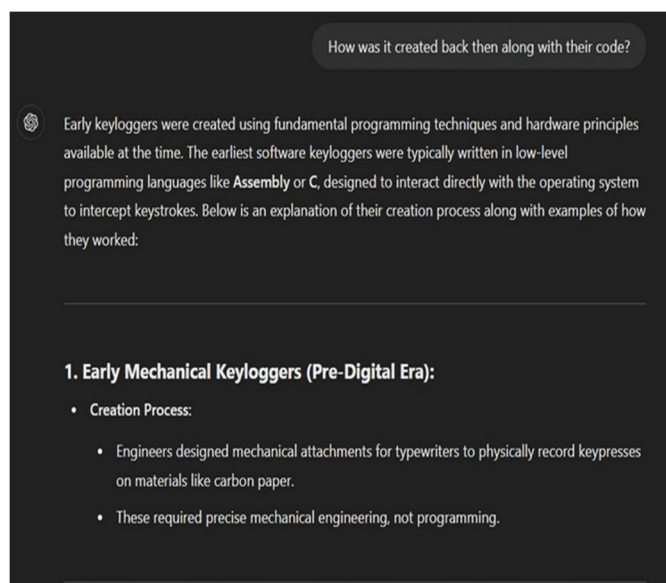 How was it created back then along with their code?
Early keyloggers were created using fundamental programming techniques and hardware principles
available at the time. The earliest software keyloggers were typically written in low-level
programming languages like Assembly or C, designed to interact directly with the operating system
to intercept keystrokes. Below is an explanation of their creation process along with examples of how
they worked:
1. Early Mechanical Keyloggers (Pre-Digital Era):
• Creation Process:
• Engineers designed mechanical attachments for typewriters to physically record keypresses
on materials like carbon paper.
• These required precise mechanical engineering, not programming.